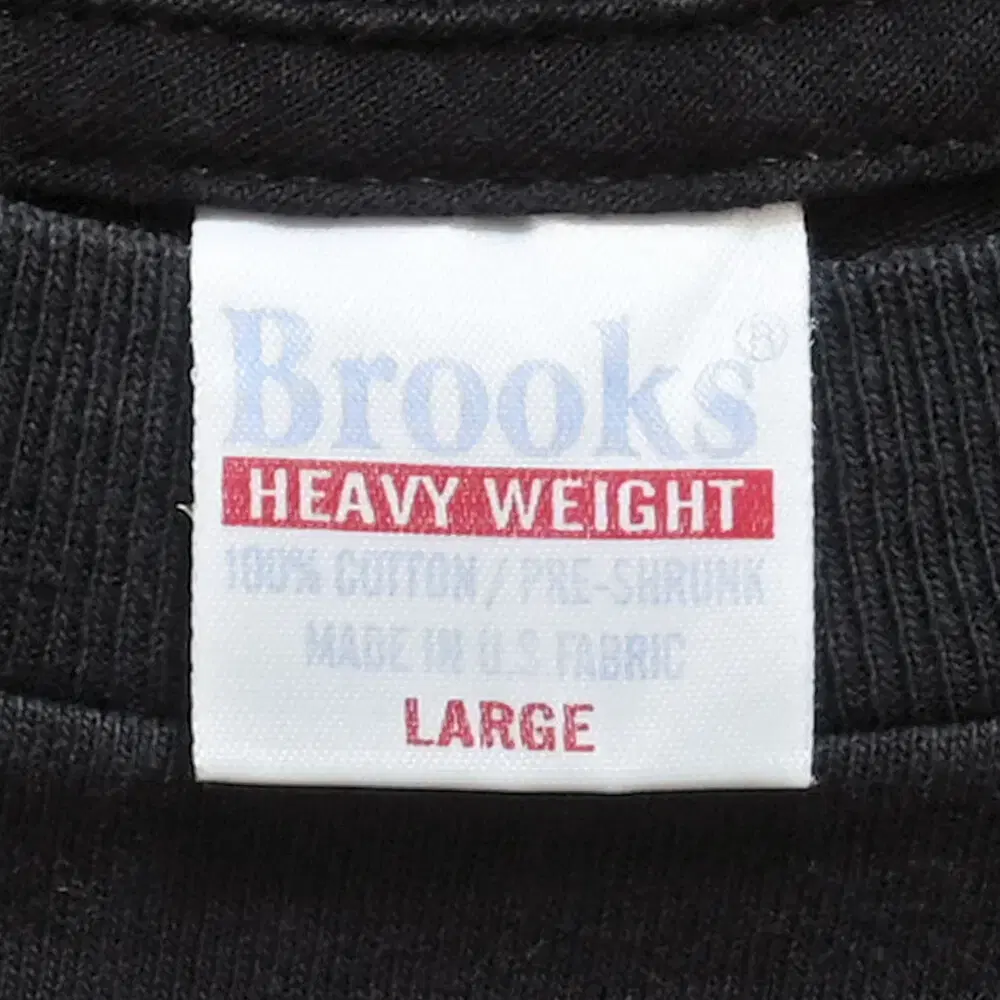 Brooks®
HEAVY WEIGHT
100% COTTON / PRE-SHRUNK
MADE IN U.S FABRIC
LARGE